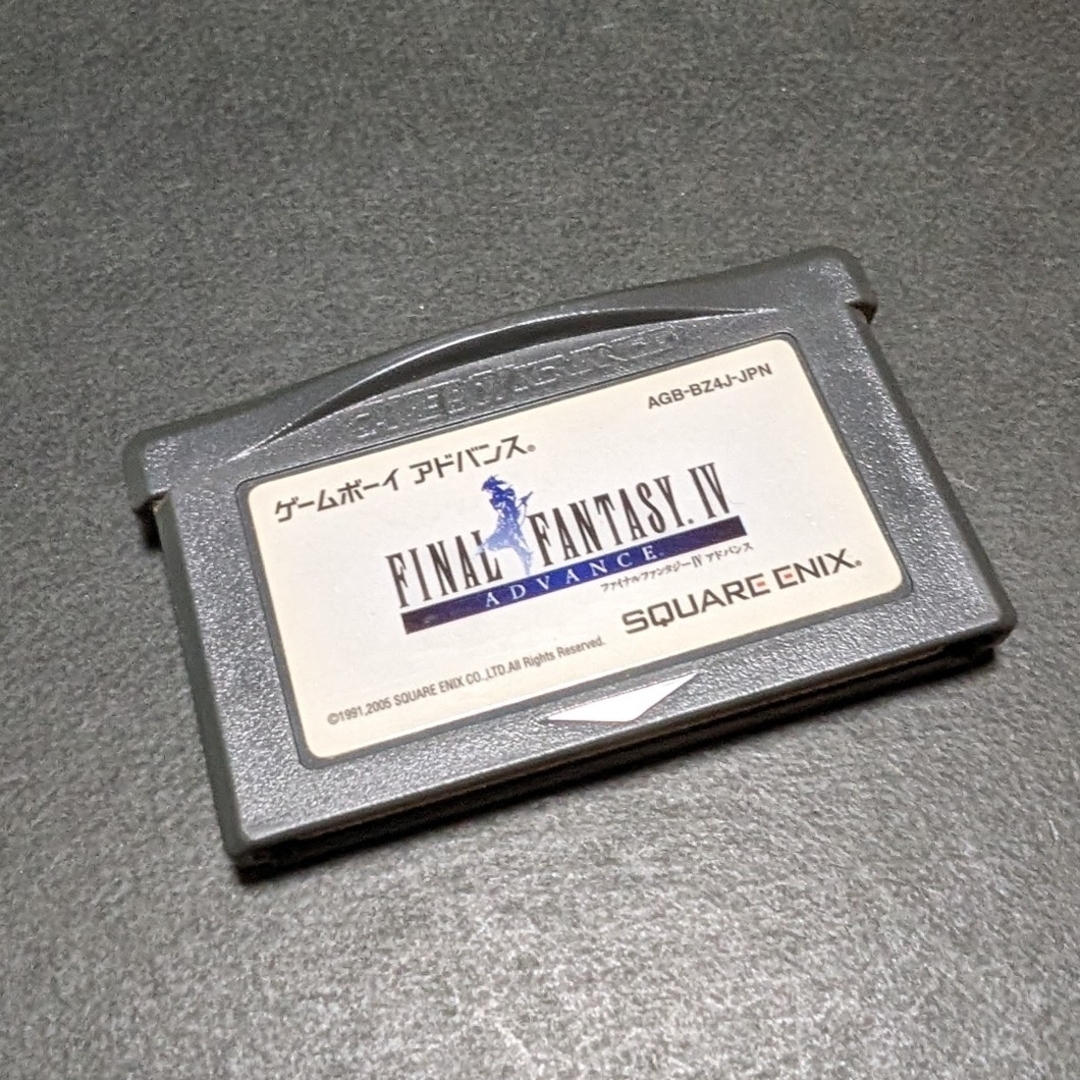 GAME BOY ADVANCE
AGB-BZ4J-JPN
ゲームボーイ アドバンス®
FINAL FANTASY. IV
ADVANCE™
ファイナルファンタジーIV アドバンス
SQUARE ENIX®
©1991,2005 SQUARE ENIX CO.,LTD.All Rights Reserved.